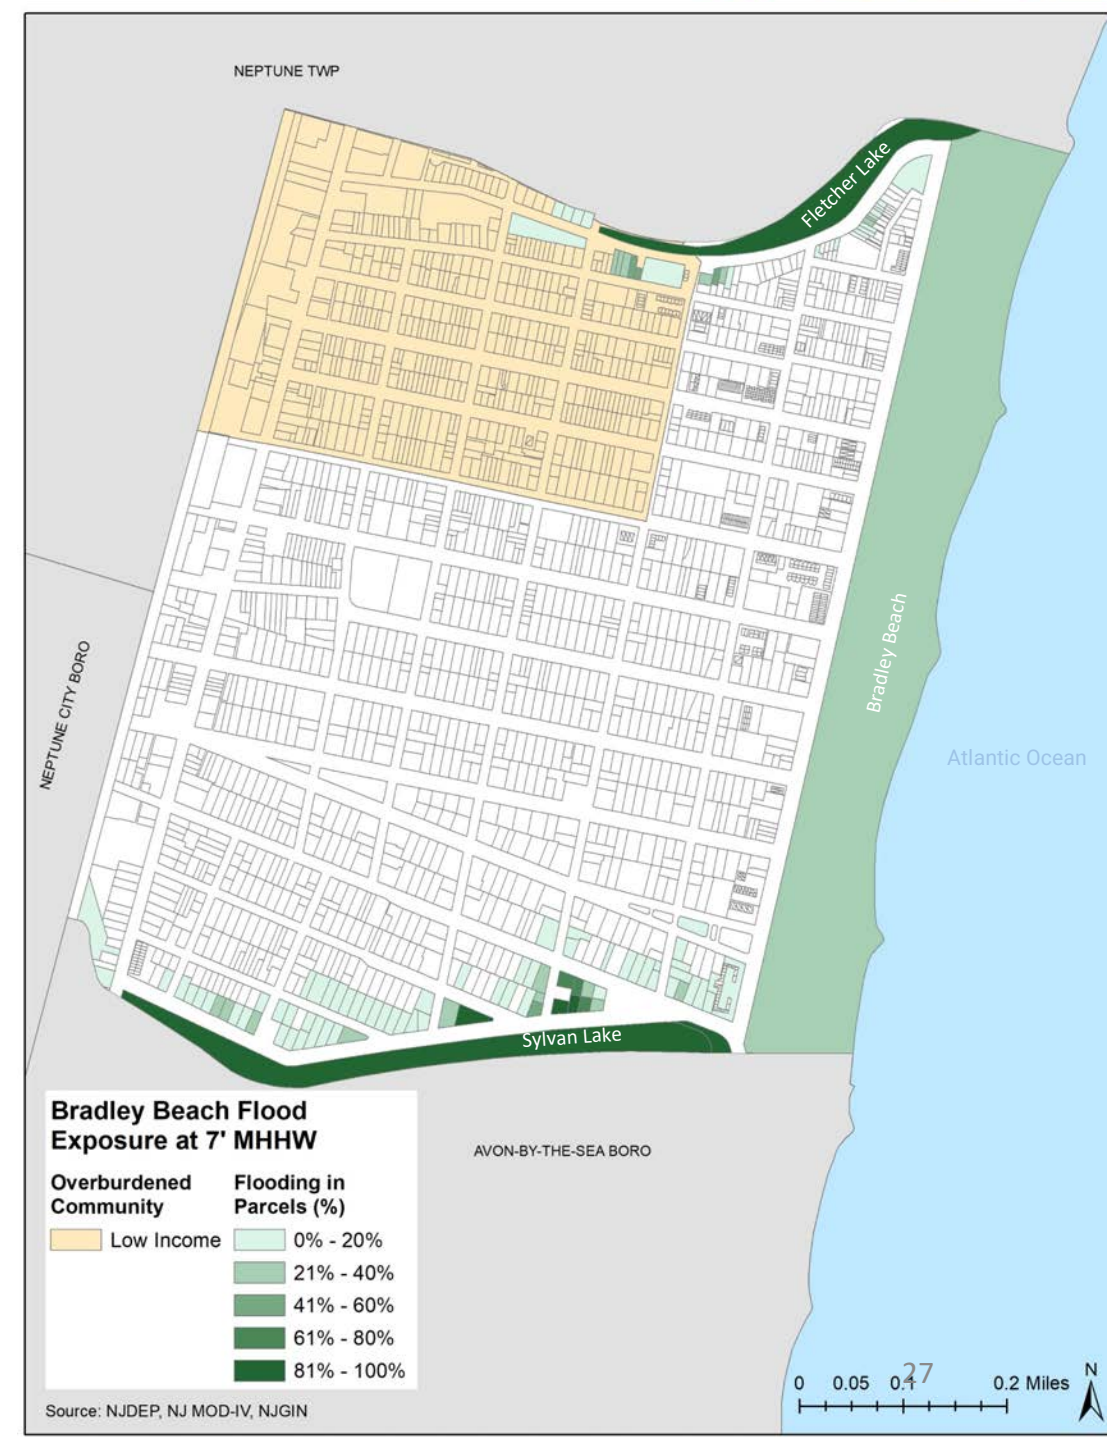 NEPTUNE TWP
Fletcher Lake
Bradley Beach
NEPTUNE CITY BORO
Atlantic Ocean
Sylvan Lake
AVON-BY-THE-SEA BORO
Bradley Beach Flood
Exposure at 7' MHHW
Overburdened
Community
Low Income
Flooding in
Parcels (%)
0% - 20%
21% - 40%
41% - 60%
61% - 80%
81% - 100%
Source: NJDEP, NJ MOD-IV, NJGIN
27
0 0.05 0.1 0.2 Miles
N